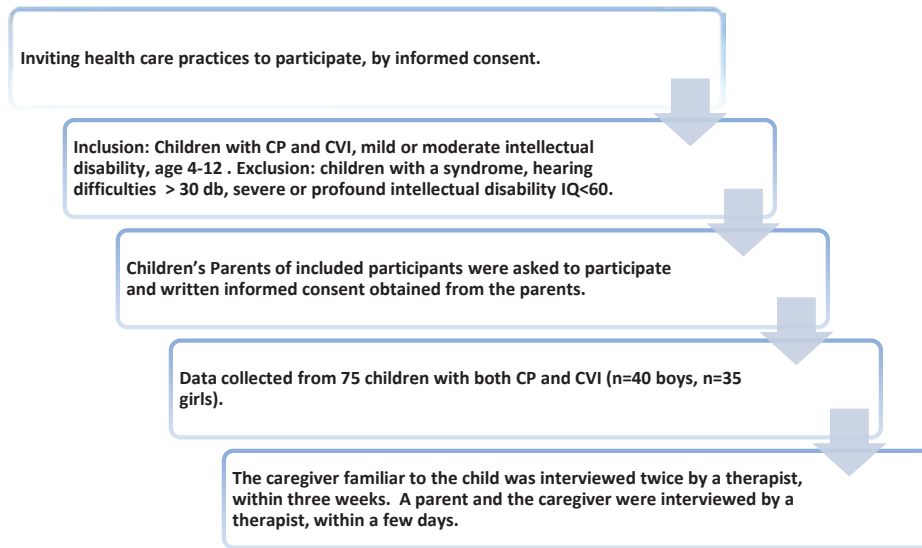 Inviting health care practices to participate, by informed consent.
Inclusion: Children with CP and CVI, mild or moderate intellectual
disability, age 4-12 . Exclusion: children with a syndrome, hearing
difficulties  > 30 db, severe or profound intellectual disability IQ<60.
Children’s Parents of included participants were asked to participate
and written informed consent obtained from the parents.
Data collected from 75 children with both CP and CVI (n=40 boys, n=35
girls).
The caregiver familiar to the child was interviewed twice by a therapist,
within three weeks.  A parent and the caregiver were interviewed by a
therapist, within a few days.